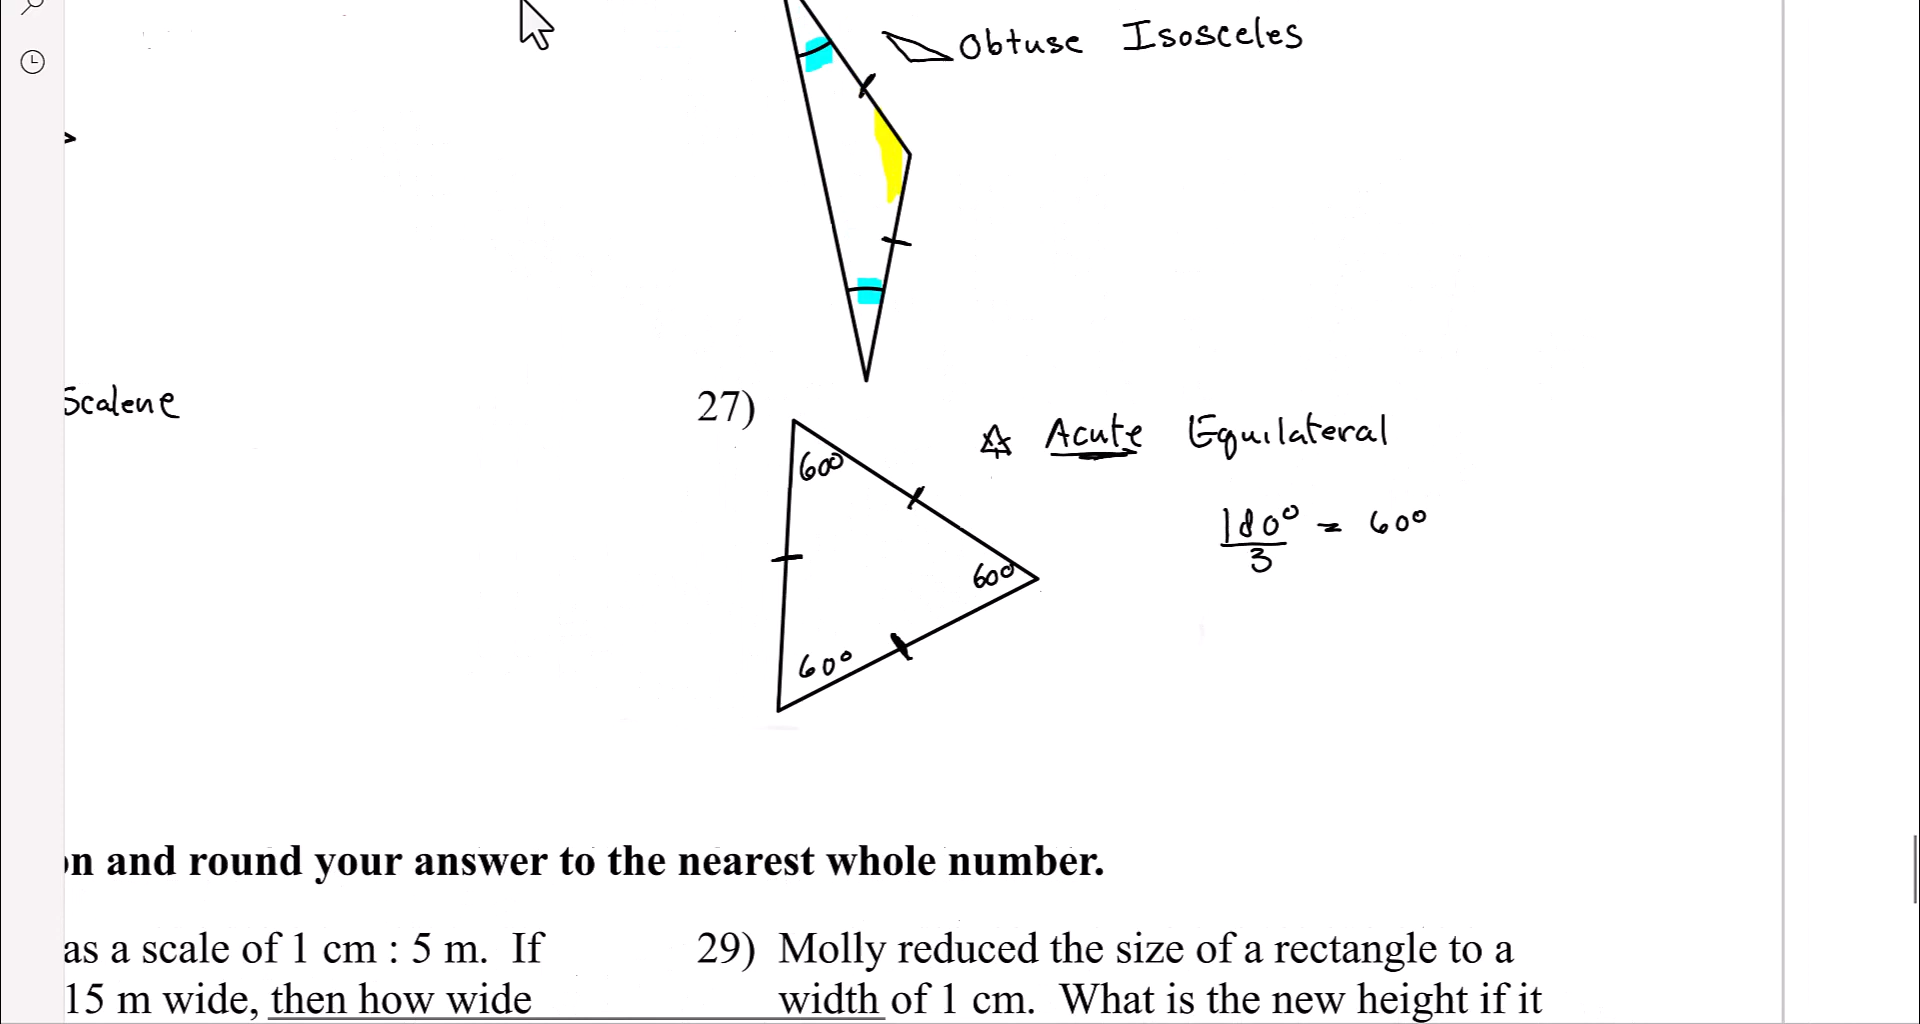 Obtuse Isosceles
Scalene
27)
Acute Equilateral
60°
180° = 60°
3
60°
60°
and round your answer to the nearest whole number.
as a scale of 1 cm : 5 m. If
15 m wide, then how wide
29) Molly reduced the size of a rectangle to a
width of 1 cm. What is the new height if it